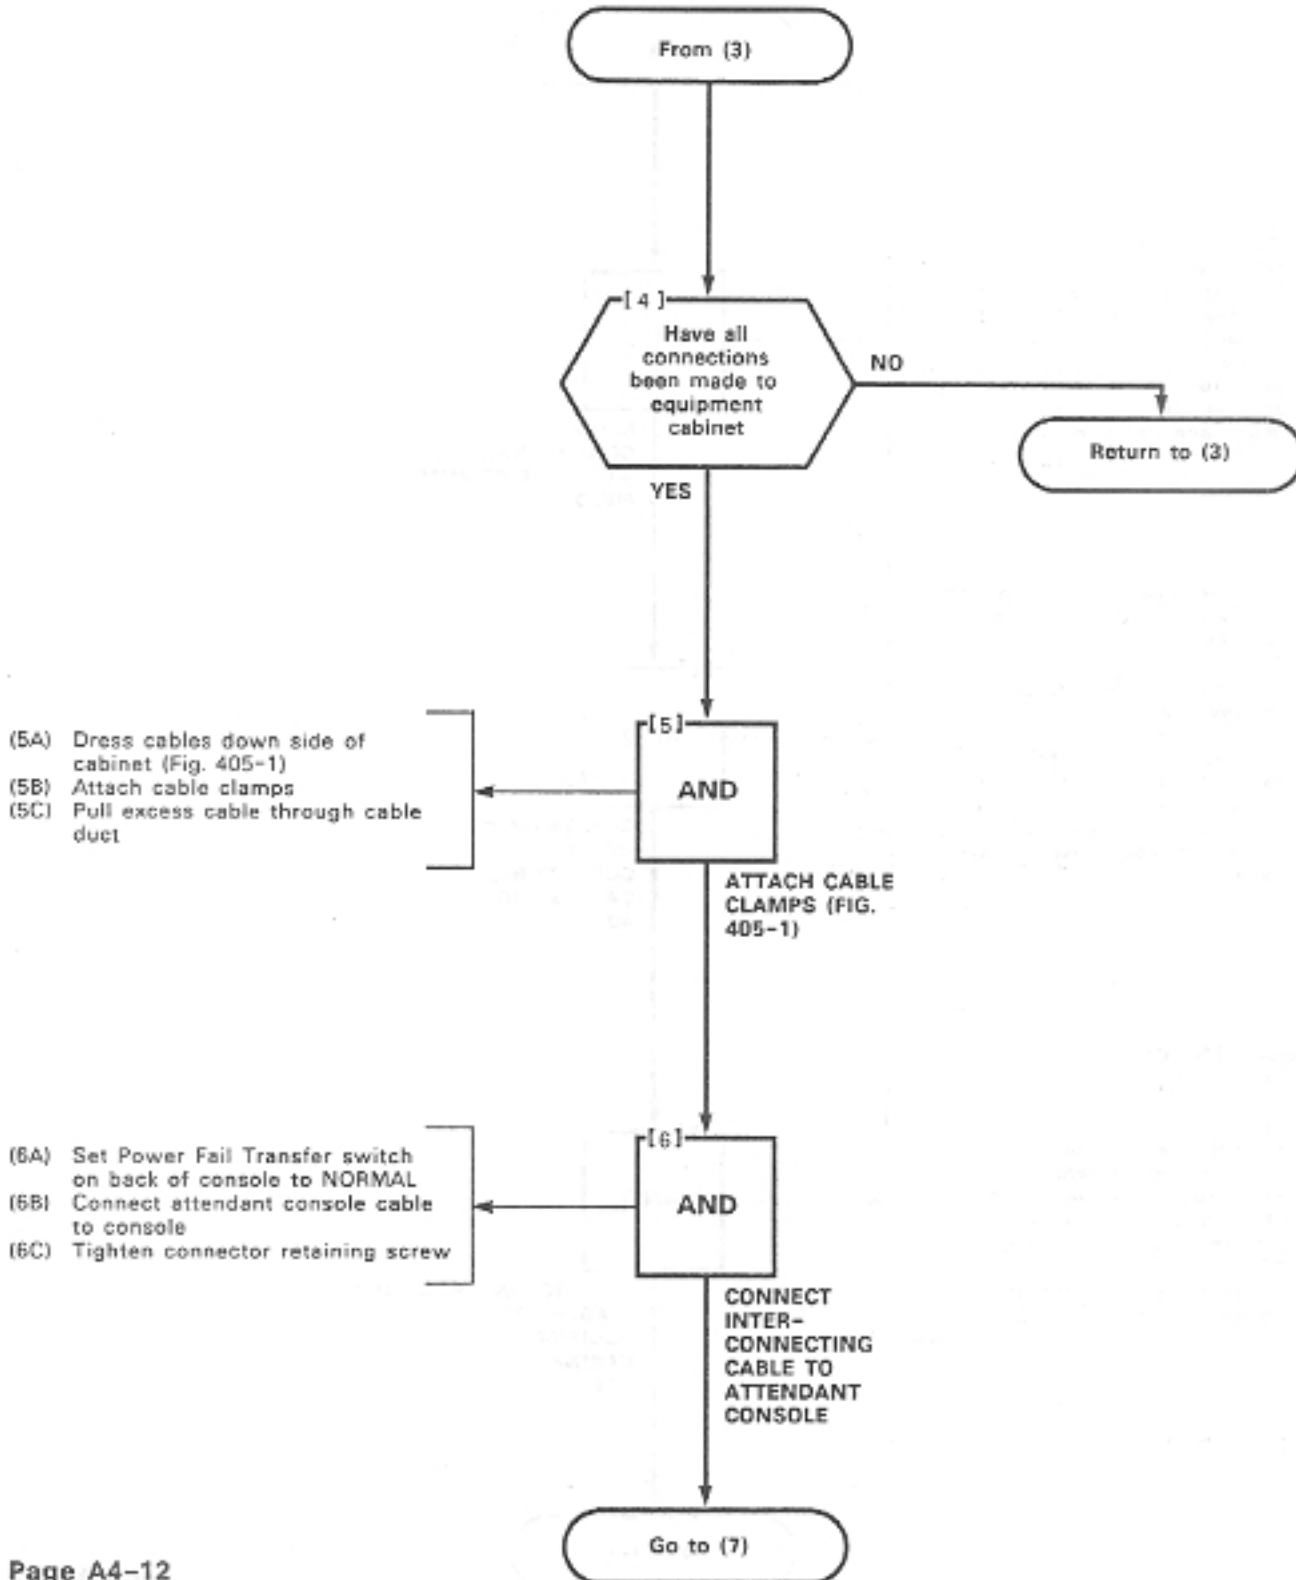 From (3)
[ 4 ]
Have all
connections
been made to
equipment
cabinet
NO
Return to (3)
YES
(5A) Dress cables down side of
cabinet (Fig. 405-1)
(5B) Attach cable clamps
(5C) Pull excess cable through cable
duct
[5]
AND
ATTACH CABLE
CLAMPS (FIG.
405-1)
(6A) Set Power Fail Transfer switch
on back of console to NORMAL
(6B) Connect attendant console cable
to console
(6C) Tighten connector retaining screw
[6]
AND
CONNECT
INTER-
CONNECTING
CABLE TO
ATTENDANT
CONSOLE
Go to (7)
Page A4-12